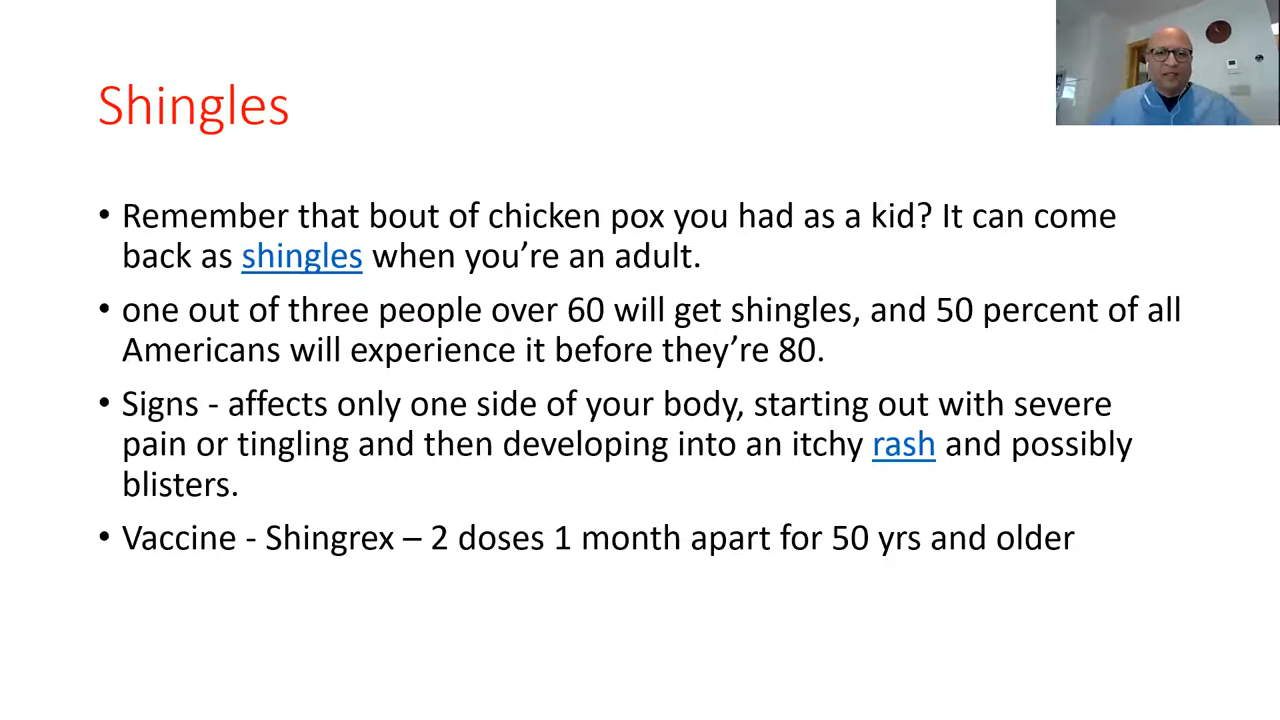 Shingles
• Remember that bout of chicken pox you had as a kid? It can come
back as shingles when you’re an adult.
• one out of three people over 60 will get shingles, and 50 percent of all
Americans will experience it before they’re 80.
• Signs - affects only one side of your body, starting out with severe
pain or tingling and then developing into an itchy rash and possibly
blisters.
• Vaccine - Shingrex – 2 doses 1 month apart for 50 yrs and older